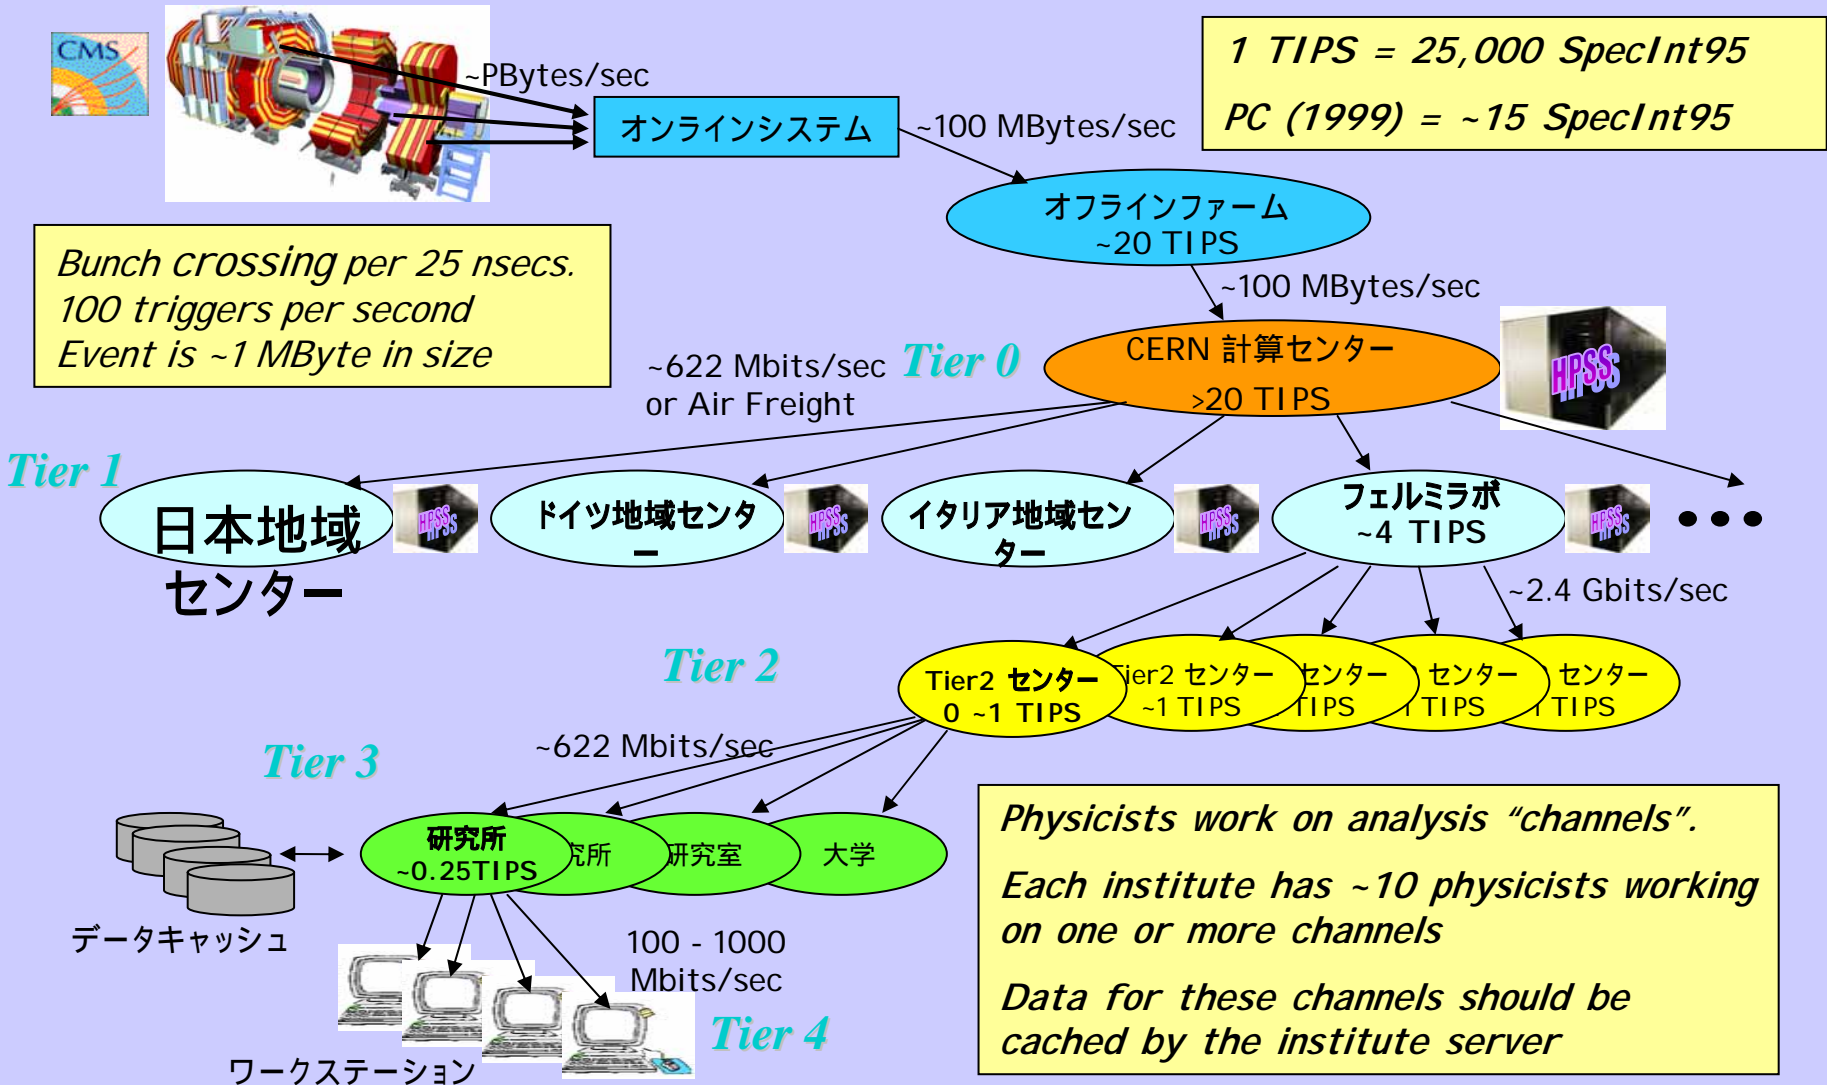 CMS
~PBytes/sec
オンラインシステム
~100 MBytes/sec
1 TIPS = 25,000 SpecInt95
PC (1999) = ~15 SpecInt95
オフラインファーム
~20 TIPS
Bunch crossing per 25 nsecs.
100 triggers per second
Event is ~1 MByte in size
~100 MBytes/sec
~622 Mbits/sec
or Air Freight
Tier 0
CERN 計算センター
>20 TIPS
HPSS
Tier 1
日本地域
センター
HPSS
ドイツ地域センタ
ー
HPSS
イタリア地域セン
ター
HPSS
フェルミラボ
~4 TIPS
HPSS
•••
~2.4 Gbits/sec
Tier 2
Tier2 センター
0 ~1 TIPS
ier2 センター
~1 TIPS
センター
TIPS
センター
TIPS
センター
TIPS
~622 Mbits/sec
Tier 3
研究所
~0.25TIPS
究所
研究室
大学
データキャッシュ
100 - 1000
Mbits/sec
Tier 4
ワークステーション
Physicists work on analysis “channels”.
Each institute has ~10 physicists working
on one or more channels
Data for these channels should be
cached by the institute server